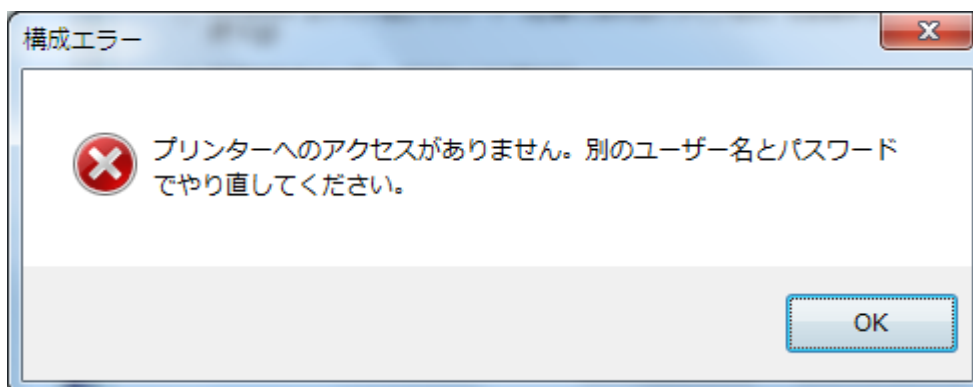 構成エラー
プリンターへのアクセスがありません。別のユーザー名とパスワード
でやり直してください。
OK